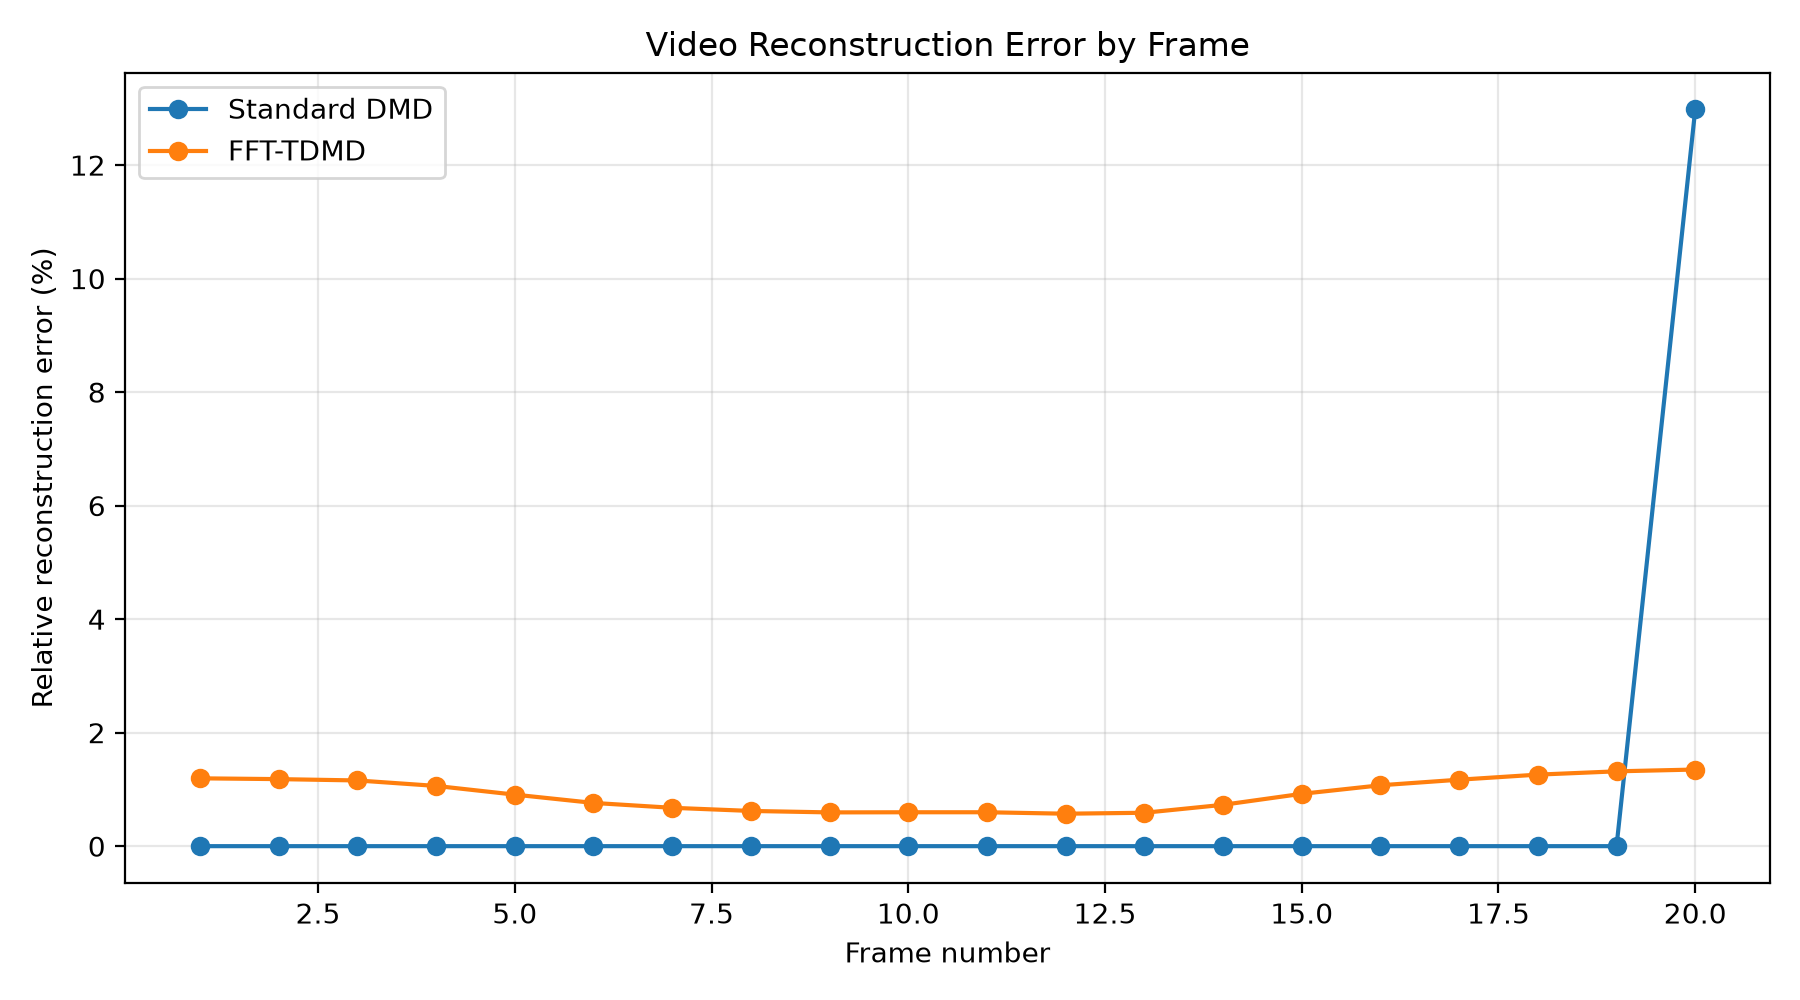 Video Reconstruction Error by Frame
Standard DMD
FFT-TDMD
Relative reconstruction error (%)
12
10
8
6
4
2
0
2.5 5.0 7.5 10.0 12.5 15.0 17.5 20.0
Frame number